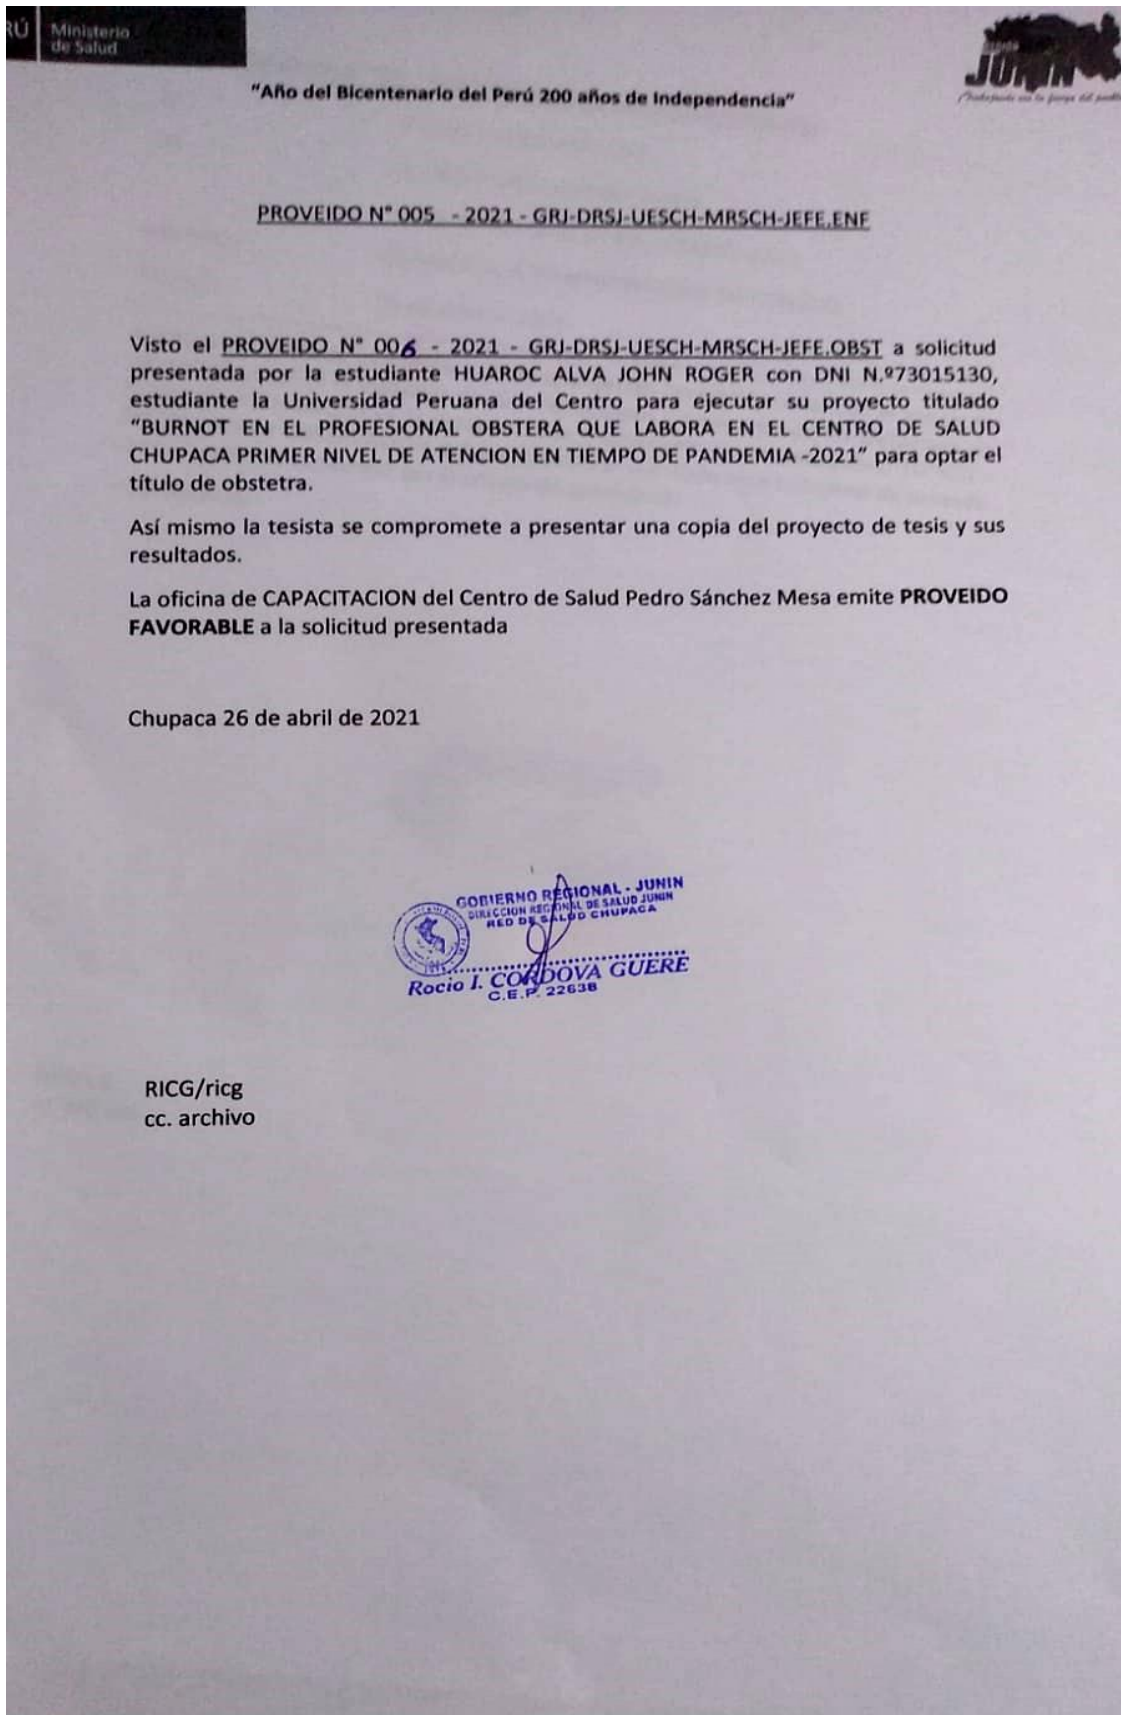 RÚ
Ministerio
de Salud
JUNIN
"Año del Bicentenario del Perú 200 años de Independencia"
PROVEIDO N° 005 - 2021 - GRJ-DRSJ-UESCH-MRSCH-JEFE.ENF
Visto el PROVEIDO N° 006 - 2021 - GRJ-DRSJ-UESCH-MRSCH-JEFE.OBST a solicitud
presentada por la estudiante HUAROC ALVA JOHN ROGER con DNI N.º73015130,
estudiante la Universidad Peruana del Centro para ejecutar su proyecto titulado
"BURNOT EN EL PROFESIONAL OBSTERA QUE LABORA EN EL CENTRO DE SALUD
CHUPACA PRIMER NIVEL DE ATENCION EN TIEMPO DE PANDEMIA -2021" para optar el
título de obstetra.
Así mismo la tesista se compromete a presentar una copia del proyecto de tesis y sus
resultados.
La oficina de CAPACITACION del Centro de Salud Pedro Sánchez Mesa emite PROVEIDO
FAVORABLE a la solicitud presentada
Chupaca 26 de abril de 2021
GOBIERNO REGIONAL - JUNIN
DIRECCION REGIONAL DE SALUD JUNIN
RED DE SALUD CHUPACA
Rocio I. CORDOVA GUERE
C.E.P. 22638
RICG/ricg
cc. archivo